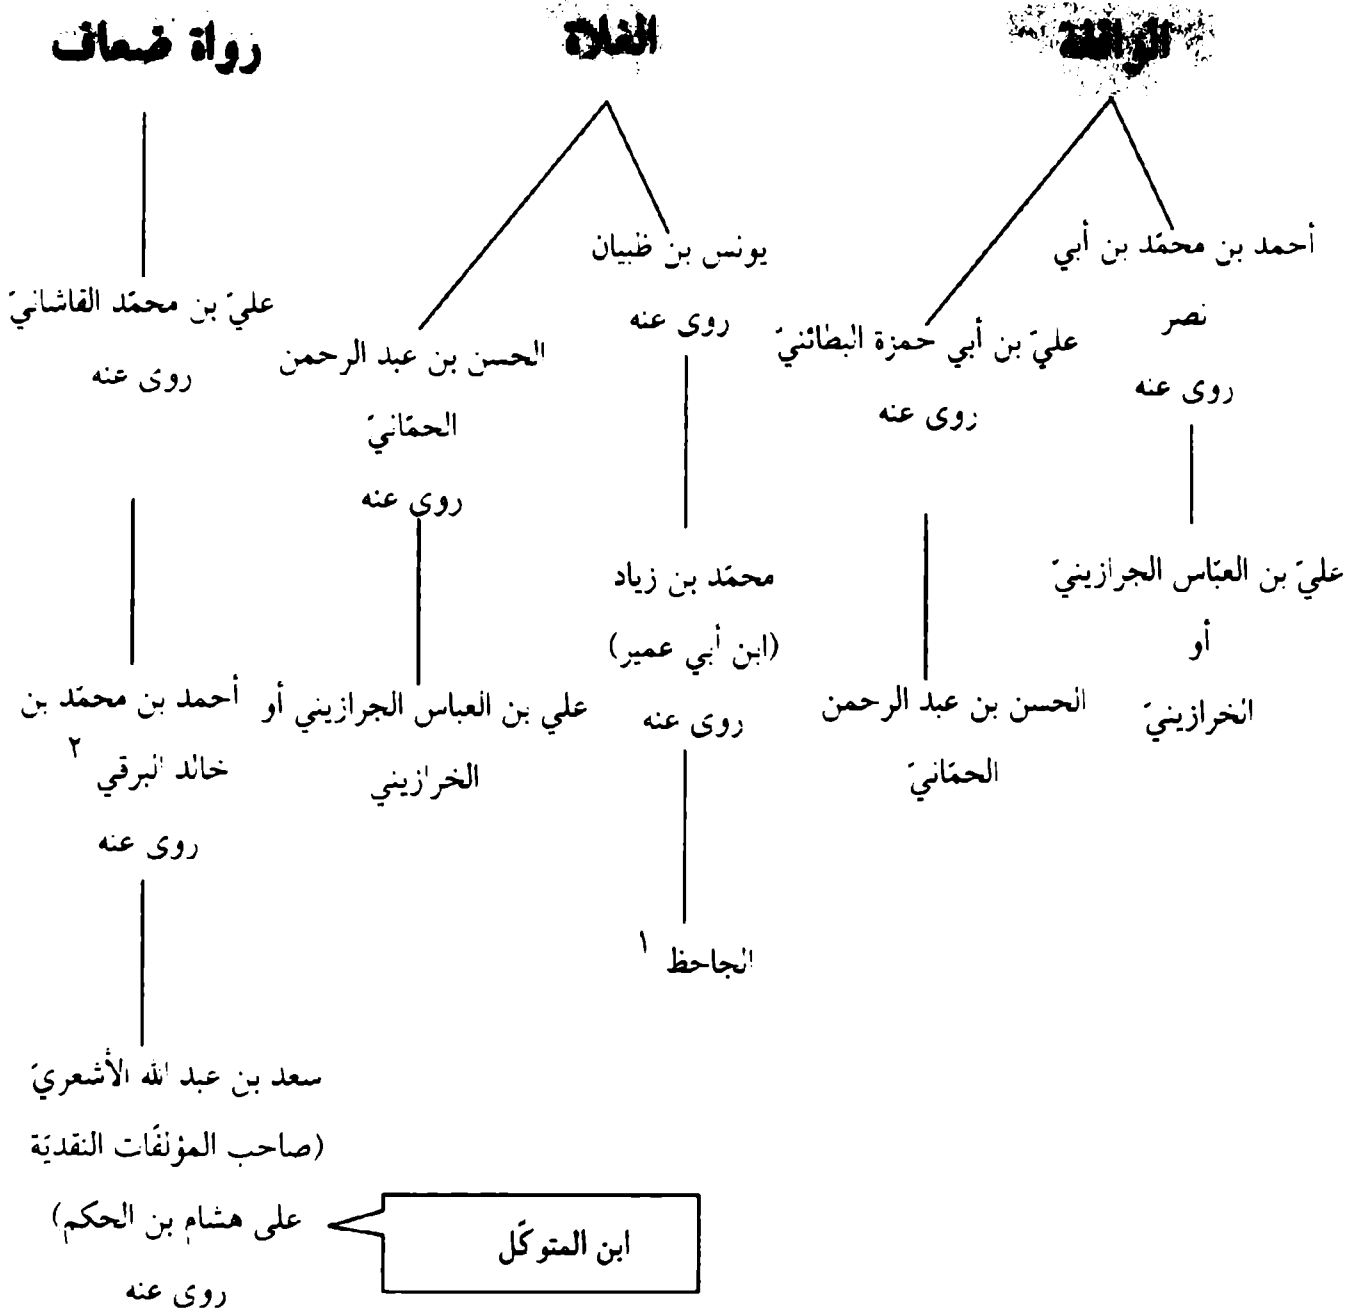 الواقفة
أحمد بن محمّد بن أبي
نصر
روى عنه
عليّ بن العبّاس الجرازينيّ
أو
الخرازينيّ
عليّ بن أبي حمزة البطائنيّ
روى عنه
الحسن بن عبد الرحمن
الحمّانيّ
الغلاة
يونس بن ظبيان
روى عنه
محمّد بن زياد
(ابن أبي عمير)
روى عنه
الجاحظ ١
الحسن بن عبد الرحمن
الحمّانيّ
روى عنه
علي بن العباس الجرازيني أو
الخرازيني
رواة ضعاف
عليّ بن محمّد القاشانيّ
روى عنه
أحمد بن محمّد بن
خالد البرقي ٢
روى عنه
سعد بن عبد الله الأشعريّ
(صاحب المؤلّفات النقديّة
على هشام بن الحكم)
روى عنه
ابن المتوكّل